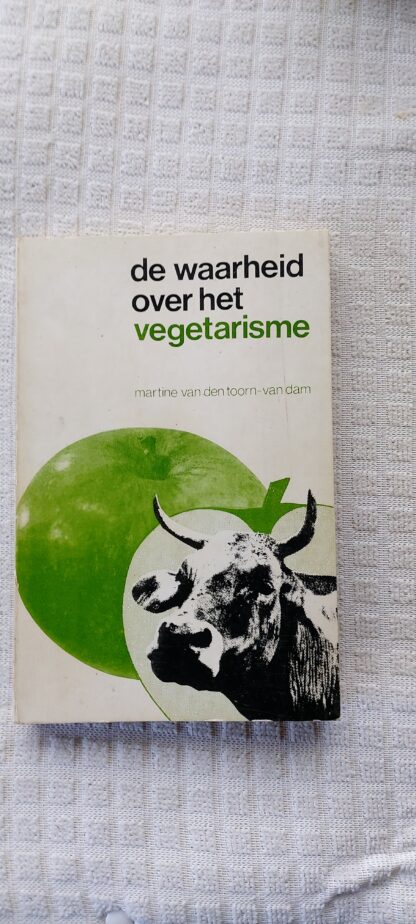 de waarheid
over het
vegetarisme
martine van den toorn-van dam